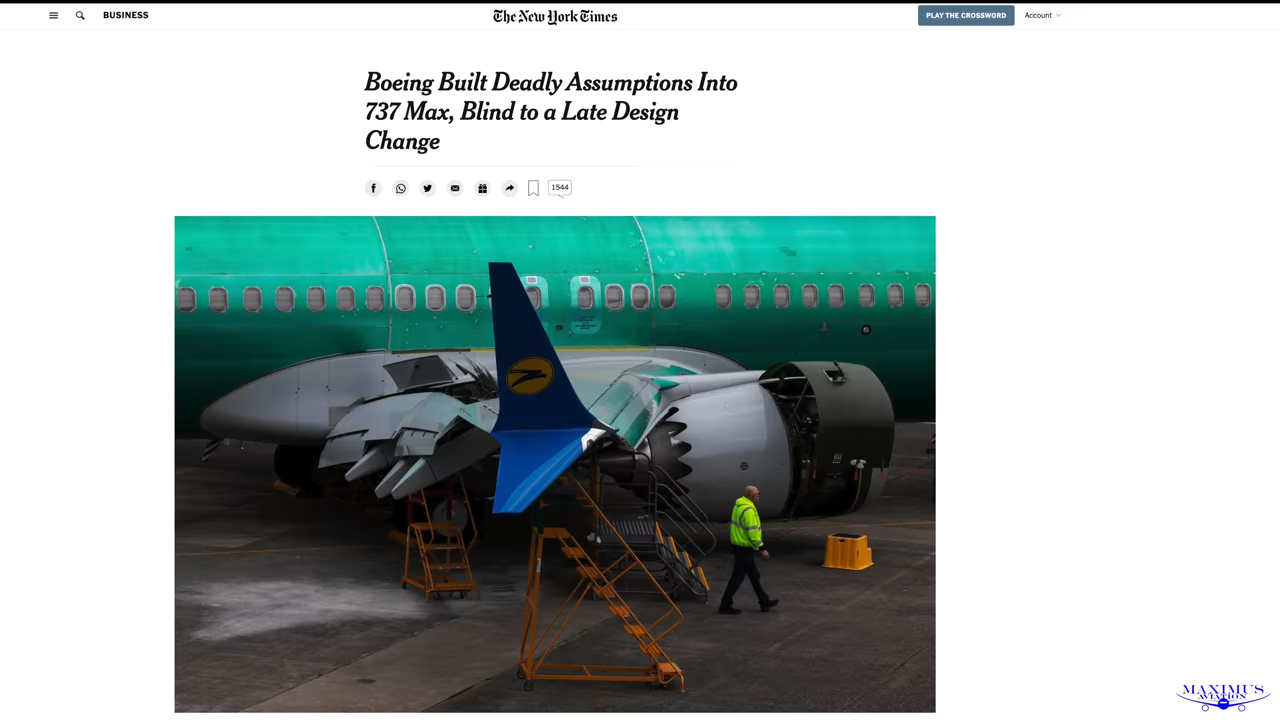 BUSINESS
The New York Times
PLAY THE CROSSWORD
Account
Boeing Built Deadly Assumptions Into
737 Max, Blind to a Late Design
Change
1544
MAXIMUS
AVIATION